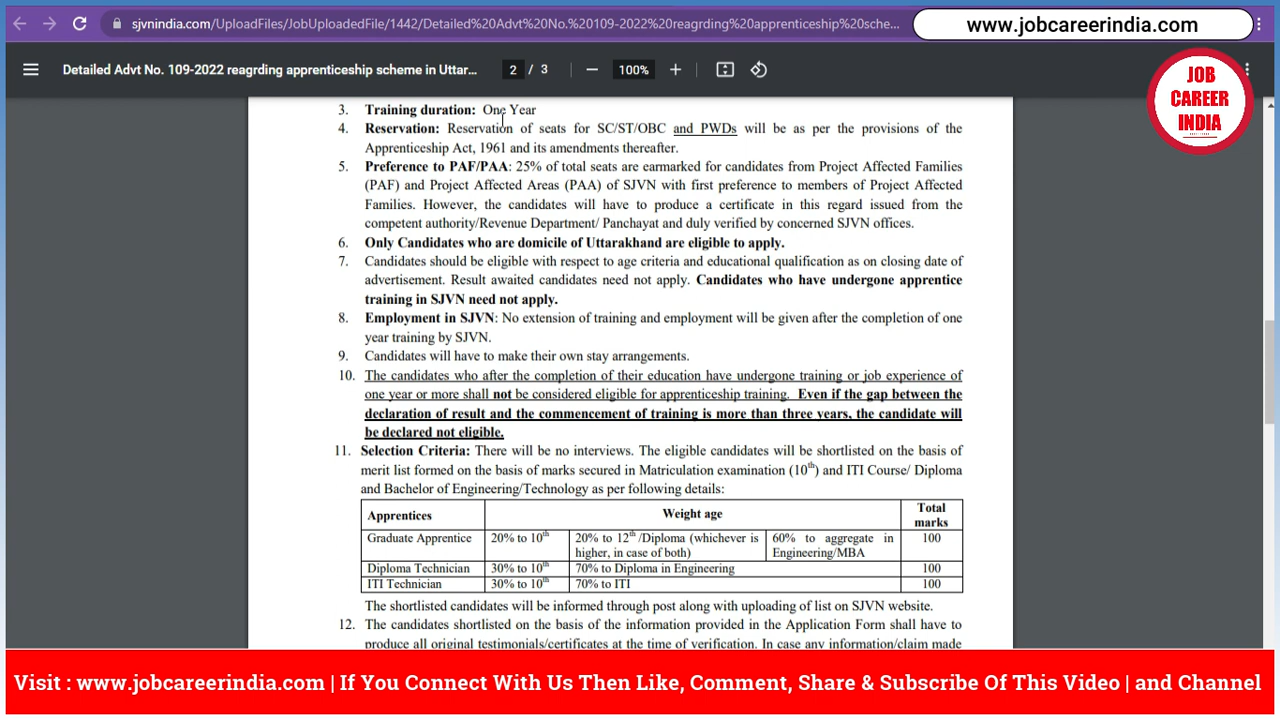 sjvnindia.com/UploadFiles/JobUploadedFile/1442/Detailed%20Advt%20No.%20109-2022%20reagrding%20apprenticeship%20sche...
www.jobcareerindia.com
Detailed Advt No. 109-2022 reagrding apprenticeship scheme in Uttar...
2 / 3
100%
JOB
CAREER
INDIA
3. Training duration: One Year
4. Reservation: Reservation of seats for SC/ST/OBC and PWDs will be as per the provisions of the
Apprenticeship Act, 1961 and its amendments thereafter.
5. Preference to PAF/PAA: 25% of total seats are earmarked for candidates from Project Affected Families
(PAF) and Project Affected Areas (PAA) of SJVN with first preference to members of Project Affected
Families. However, the candidates will have to produce a certificate in this regard issued from the
competent authority/Revenue Department/ Panchayat and duly verified by concerned SJVN offices.
6. Only Candidates who are domicile of Uttarakhand are eligible to apply.
7. Candidates should be eligible with respect to age criteria and educational qualification as on closing date of
advertisement. Result awaited candidates need not apply. Candidates who have undergone apprentice
training in SJVN need not apply.
8. Employment in SJVN: No extension of training and employment will be given after the completion of one
year training by SJVN.
9. Candidates will have to make their own stay arrangements.
10. The candidates who after the completion of their education have undergone training or job experience of
one year or more shall not be considered eligible for apprenticeship training. Even if the gap between the
declaration of result and the commencement of training is more than three years, the candidate will
be declared not eligible.
11. Selection Criteria: There will be no interviews. The eligible candidates will be shortlisted on the basis of
merit list formed on the basis of marks secured in Matriculation examination (10th) and ITI Course/ Diploma
and Bachelor of Engineering/Technology as per following details:
Apprentices Weight age Total
marks
Graduate Apprentice 20% to 10th 20% to 12th /Diploma (whichever is 60% to aggregate in 100
higher, in case of both) Engineering/MBA
Diploma Technician 30% to 10th 70% to Diploma in Engineering 100
ITI Technician 30% to 10th 70% to ITI 100
The shortlisted candidates will be informed through post along with uploading of list on SJVN website.
12. The candidates shortlisted on the basis of the information provided in the Application Form shall have to
produce all original testimonials/certificates at the time of verification. In case any information/claim made
Visit : www.jobcareerindia.com | If You Connect With Us Then Like, Comment, Share & Subscribe Of This Video | and Channel